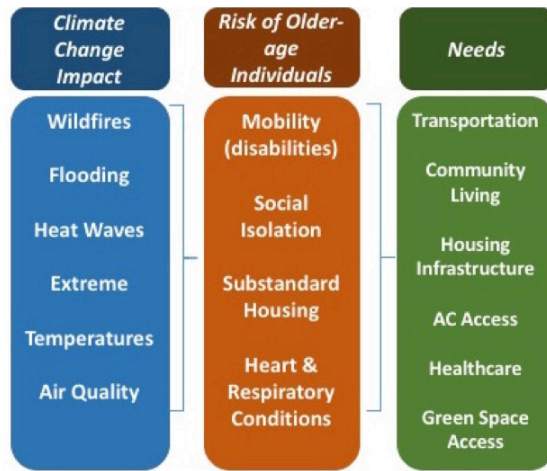 Climate
Change
Impact
Wildfires
Flooding
Heat Waves
Extreme
Temperatures
Air Quality
Risk of Older-
age
Individuals
Mobility
(disabilities)
Social
Isolation
Substandard
Housing
Heart &
Respiratory
Conditions
Needs
Transportation
Community
Living
Housing
Infrastructure
AC Access
Healthcare
Green Space
Access